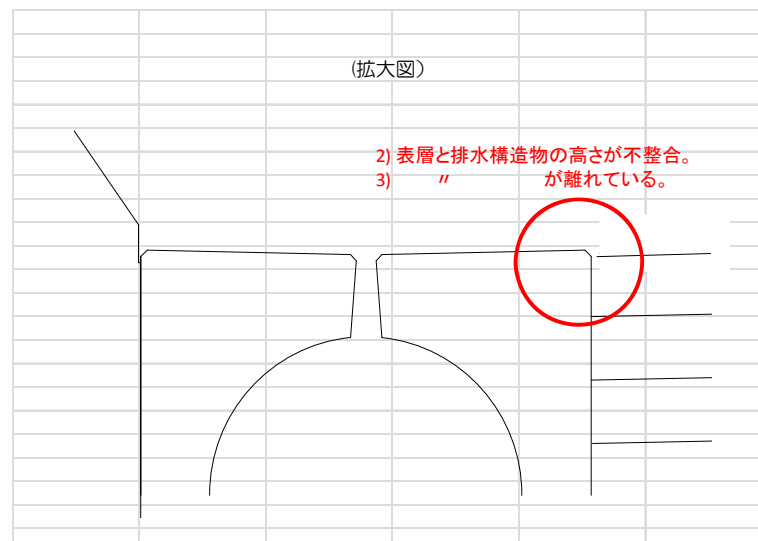 (拡大図）
2) 表層と排水構造物の高さが不整合。
3) 〃 が離れている。